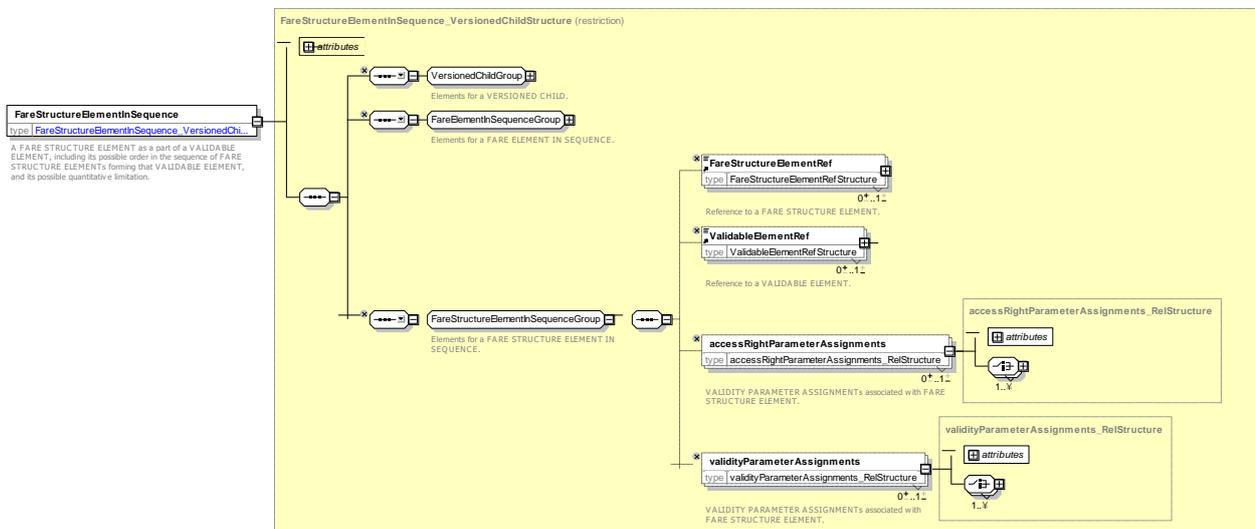 FareStructureElementInSequence_VersionedChildStructure (restriction)
attributes
VersionedChildGroup
Elements for a VERSIONED CHILD.
FareStructureElementInSequence
type FareStructureElementInSequence_VersionedChi...
A FARE STRUCTURE ELEMENT as a part of a VALIDABLE
ELEMENT, including its possible order in the sequence of FARE
STRUCTURE ELEMENTs forming that VALIDABLE ELEMENT,
and its possible quantitative limitation.
FareElementInSequenceGroup
Elements for a FARE ELEMENT IN SEQUENCE.
FareStructureElementRef
type FareStructureElementRefStructure
0..1
Reference to a FARE STRUCTURE ELEMENT.
ValidableElementRef
type ValidableElementRefStructure
0..1
Reference to a VALIDABLE ELEMENT.
FareStructureElementInSequenceGroup
Elements for a FARE STRUCTURE ELEMENT IN
SEQUENCE.
accessRightParameterAssignments_RelStructure
attributes
accessRightParameterAssignments
type accessRightParameterAssignments_RelStructure
0..1
1..¥
VALIDITY PARAMETER ASSIGNMENTs associated with FARE
STRUCTURE ELEMENT.
validityParameterAssignments_RelStructure
attributes
validityParameterAssignments
type validityParameterAssignments_RelStructure
0..1
1..¥
VALIDITY PARAMETER ASSIGNMENTs associated with
FARE STRUCTURE ELEMENT.